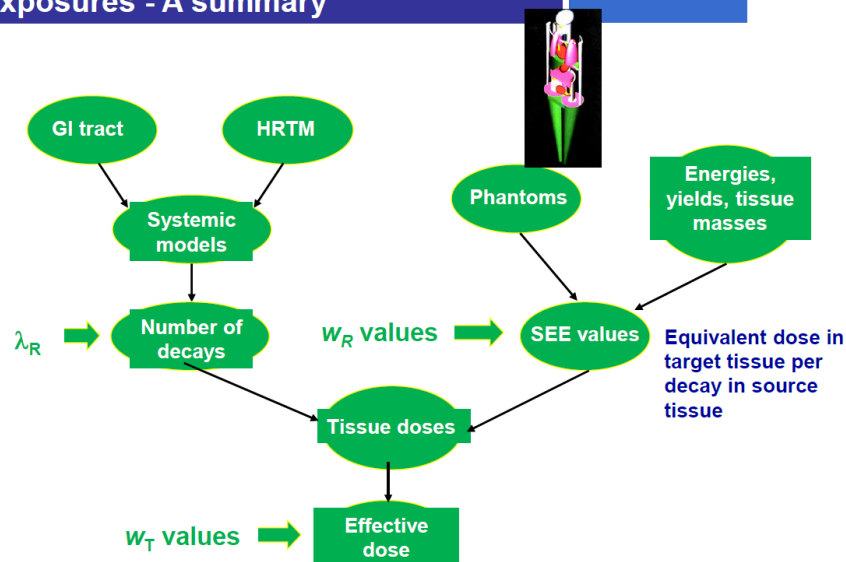 xposures - A summary
GI tract
HRTM
Phantoms
Energies,
yields, tissue
masses
Systemic
models
λR
Number of
decays
wR values
SEE values
Equivalent dose in
target tissue per
decay in source
tissue
Tissue doses
wT values
Effective
dose